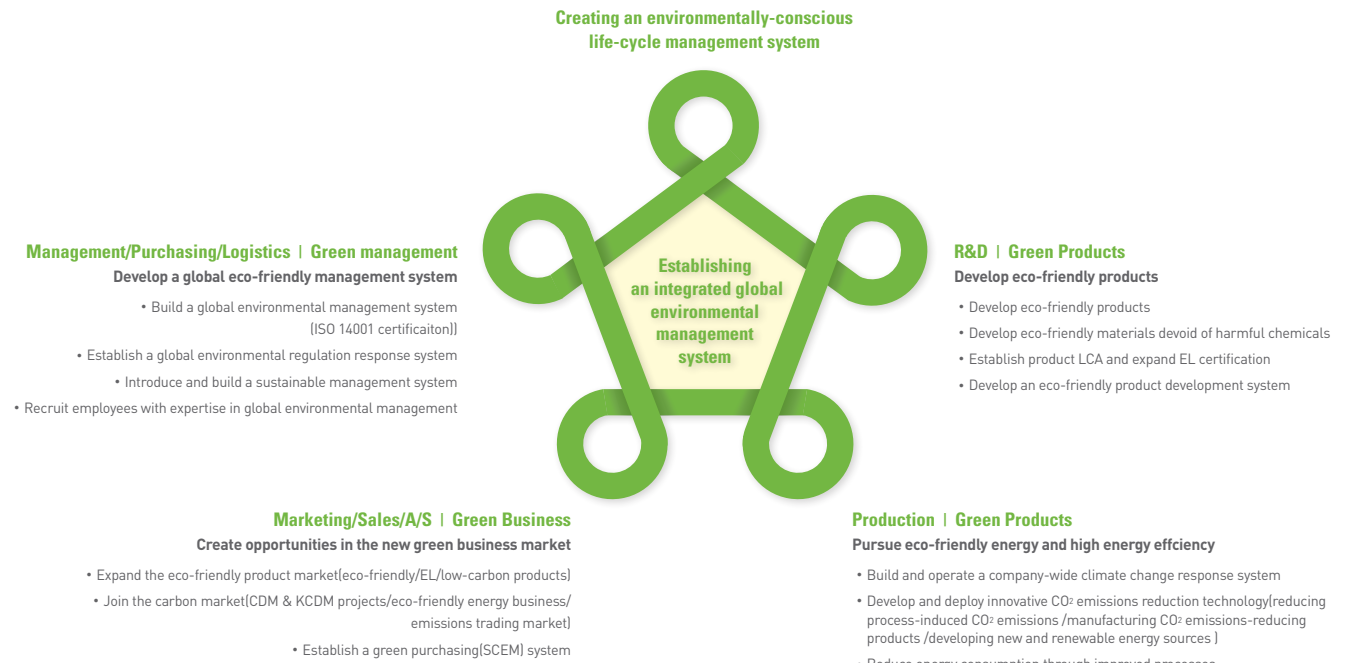 Creating an environmentally-conscious
life-cycle management system
Establishing
an integrated global
environmental
management
system
Management/Purchasing/Logistics | Green management
Develop a global eco-friendly management system
• Build a global environmental management system
(ISO 14001 certificaiton))
• Establish a global environmental regulation response system
• Introduce and build a sustainable management system
• Recruit employees with expertise in global environmental management
R&D | Green Products
Develop eco-friendly products
• Develop eco-friendly products
• Develop eco-friendly materials devoid of harmful chemicals
• Establish product LCA and expand EL certification
• Develop an eco-friendly product development system
Marketing/Sales/A/S | Green Business
Create opportunities in the new green business market
• Expand the eco-friendly product market(eco-friendly/EL/low-carbon products)
• Join the carbon market(CDM & KCDM projects/eco-friendly energy business/
emissions trading market)
• Establish a green purchasing(SCEM) system
Production | Green Products
Pursue eco-friendly energy and high energy effciency
• Build and operate a company-wide climate change response system
• Develop and deploy innovative CO² emissions reduction technology(reducing
process-induced CO² emissions /manufacturing CO² emissions-reducing
products /developing new and renewable energy sources )
• Reduce energy consumption through improved processes